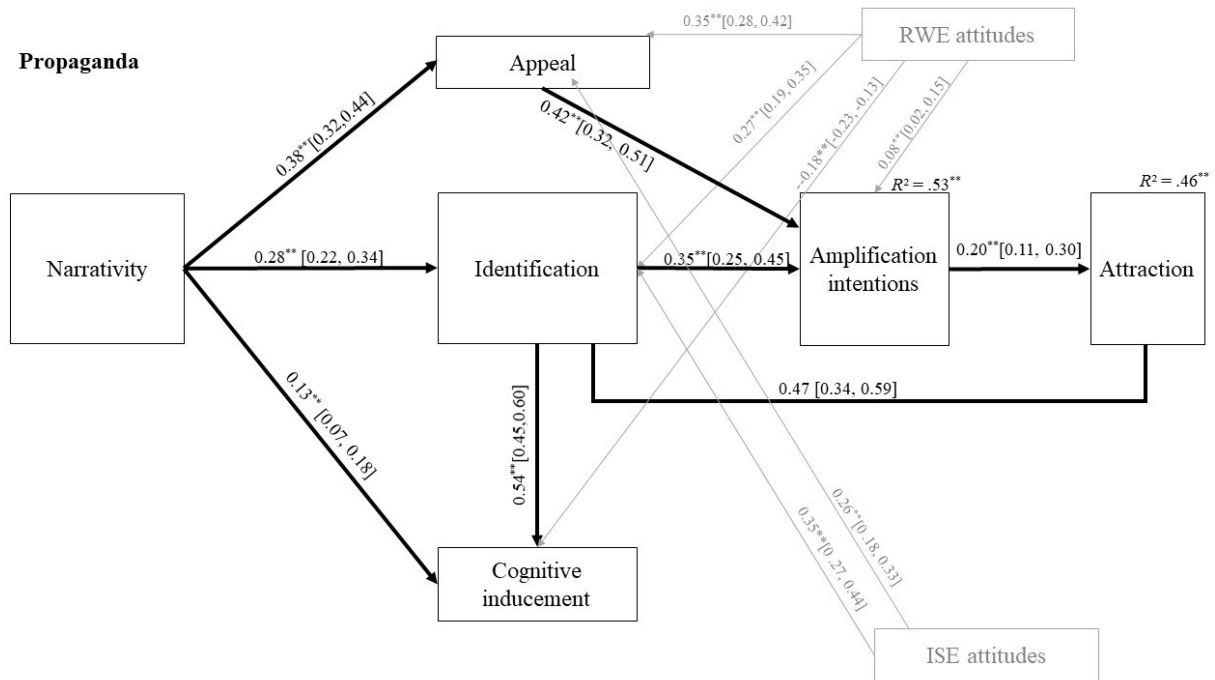 0.35**[0.28, 0.42]
RWE attitudes
Propaganda
Appeal
0.38**[0.32,0.44]
0.42**[0.32, 0.51]
0.27**[0.19, 0.35]
--0.18**[-0.23, -0.13]
0.08**[0.02, 0.15]
R² = .53**
R² = .46**
Narrativity
0.28** [0.22, 0.34]
Identification
0.35**[0.25, 0.45]
Amplification
intentions
0.20**[0.11, 0.30]
Attraction
0.13** [0.07, 0.18]
0.54**[0.45,0.60]
0.47 [0.34, 0.59]
0.35**[0.27, 0.44]
0.26**[0.18, 0.33]
Cognitive
inducement
ISE attitudes